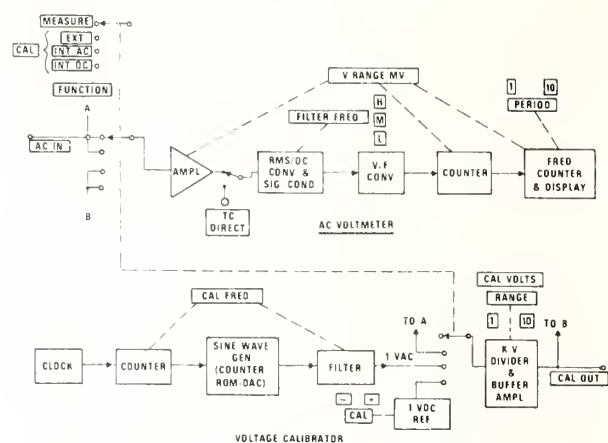 MEASURE
CAL
EXT
INT AC
INT DC
FUNCTION
A
AC IN
B
V RANGE MV
FILTER FREQ
H
M
L
1
10
PERIOD
AMPL
TC
DIRECT
RMS/DC
CONV &
SIG COND
V.F
CONV
COUNTER
FREQ
COUNTER
& DISPLAY
AC VOLTMETER
CAL FREQ
CLOCK
COUNTER
SINE WAVE
GEN
(COUNTER
ROM-DAC)
FILTER
1 VAC
TO A
-
+
CAL
1 VDC
REF
CAL VOLTS
RANGE
1
10
TO B
K V
DIVIDER
&
BUFFER
AMPL
CAL OUT
VOLTAGE CALIBRATOR